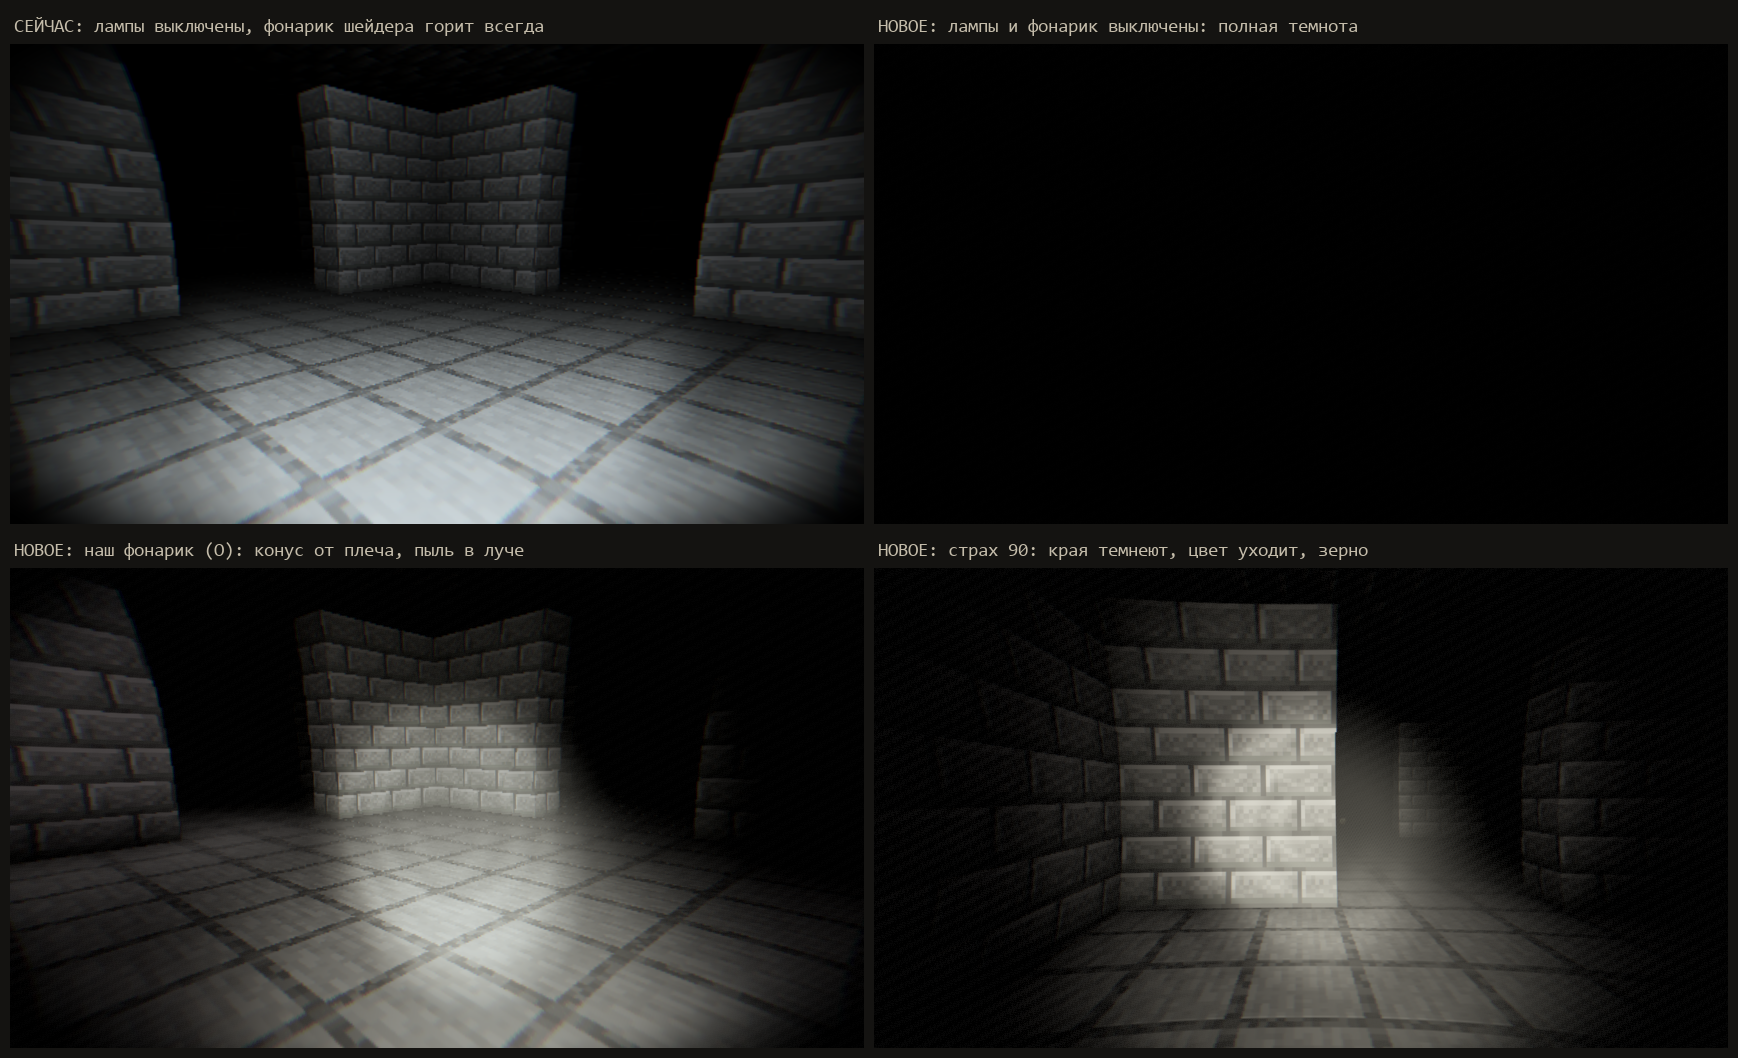 СЕЙЧАС: лампы выключены, фонарик шейдера горит всегда
НОВОЕ: лампы и фонарик выключены: полная темнота
НОВОЕ: наш фонарик (O): конус от плеча, пыль в луче
НОВОЕ: страх 90: края темнеют, цвет уходит, зерно